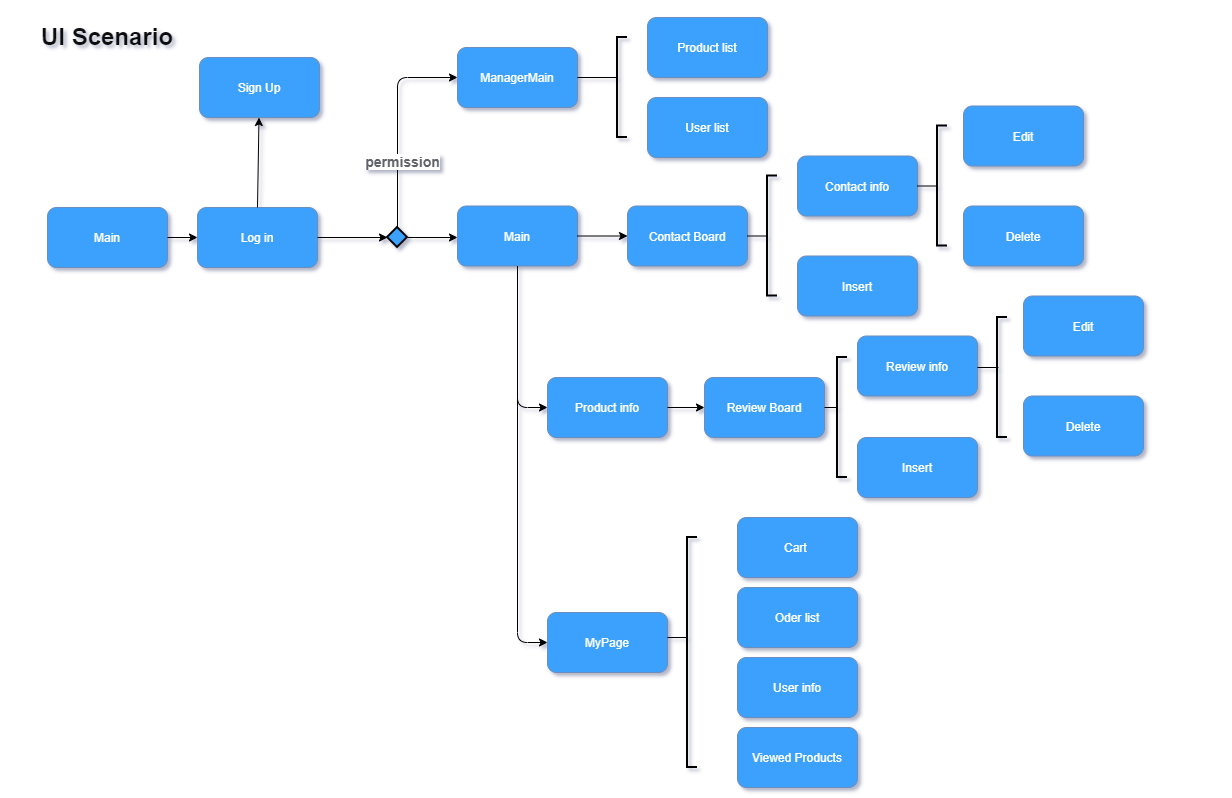 UI Scenario
Product list
ManagerMain
Sign Up
User list
Edit
permission
Contact info
Main
Log in
Main
Contact Board
Delete
Insert
Edit
Review info
Product info
Review Board
Delete
Insert
Cart
Oder list
MyPage
User info
Viewed Products